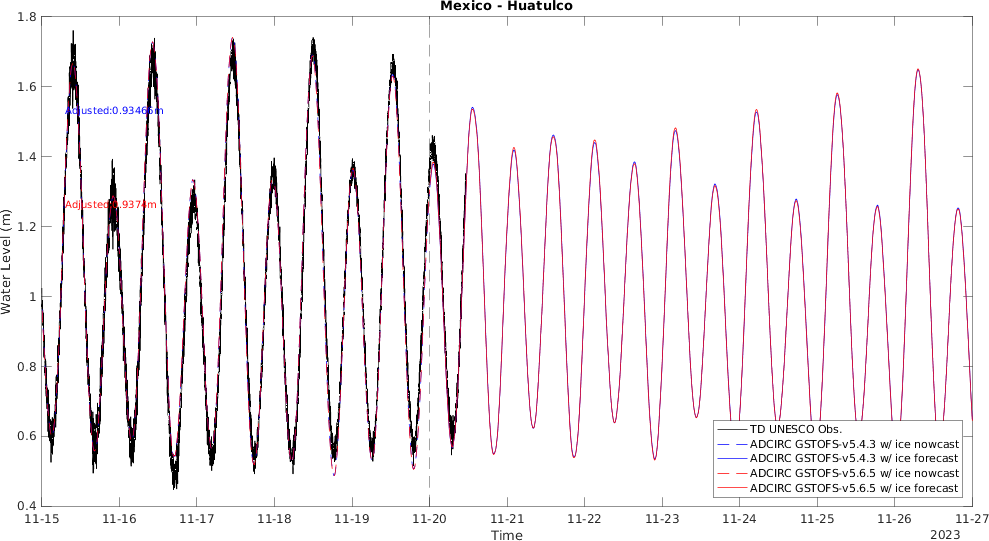 Mexico - Huatulco
1.8
1.6
1.4
1.2
1
0.8
0.6
0.4
Water Level (m)
Adjusted:0.93465m
Adjusted:0.9374m
TD UNESCO Obs.
ADCIRC GSTOFS-v5.4.3 w/ ice nowcast
ADCIRC GSTOFS-v5.4.3 w/ ice forecast
ADCIRC GSTOFS-v5.6.5 w/ ice nowcast
ADCIRC GSTOFS-v5.6.5 w/ ice forecast
11-15 11-16 11-17 11-18 11-19 11-20 11-21 11-22 11-23 11-24 11-25 11-26 11-27
Time
2023